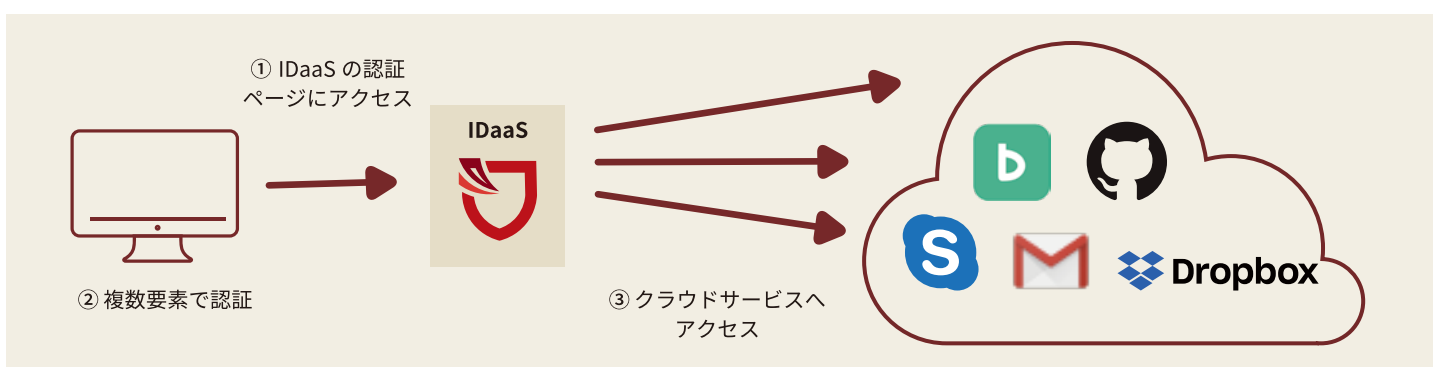 ① IDaaS の認証
ページにアクセス
IDaaS
② 複数要素で認証
③ クラウドサービスへ
アクセス
b
S
Dropbox